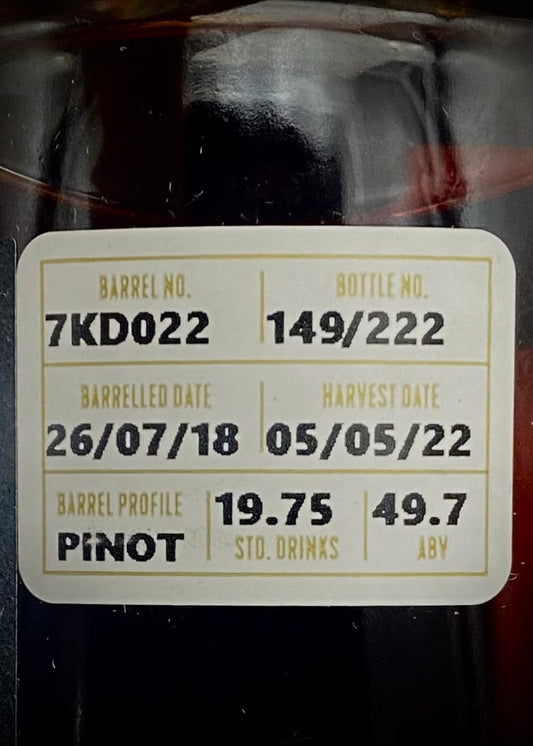 BARREL NO. BOTTLE NO.
7KD022 149/222
BARRELLED DATE HARVEST DATE
26/07/18 05/05/22
BARREL PROFILE 19.75 49.7
PiNOT STD. DRINKS ABV